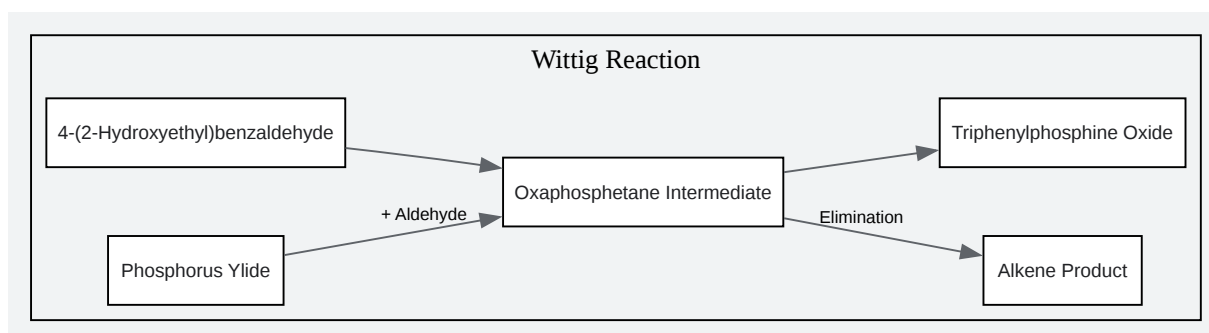 Wittig Reaction
4-(2-Hydroxyethyl)benzaldehyde
Triphenylphosphine Oxide
Oxaphosphetane Intermediate
+ Aldehyde
Elimination
Phosphorus Ylide
Alkene Product